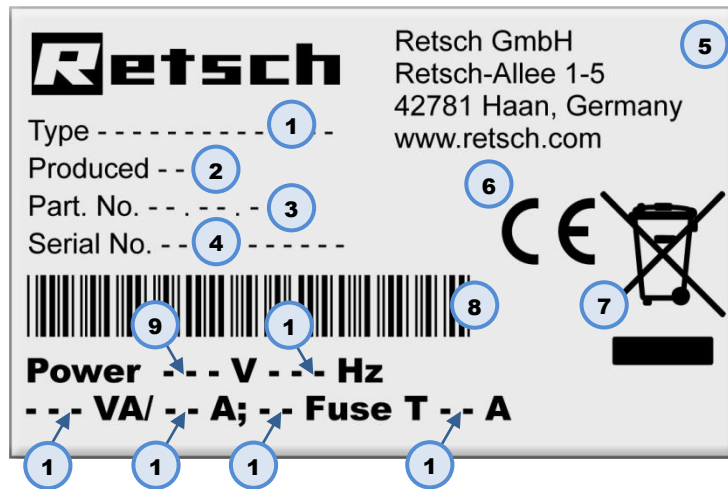 Retsch
Retsch GmbH
Retsch-Allee 1-5
42781 Haan, Germany
www.retsch.com
5
Type - - - - - - - - - - - 1 - -
Produced - - 2
Part. No. - - . - - . - 3
Serial No. - - 4 - - - - - - -
6
CE
7
8
9
1
Power - - - V - - - Hz
- - - VA/ - - A; - - Fuse T - - A
1
1
1
1